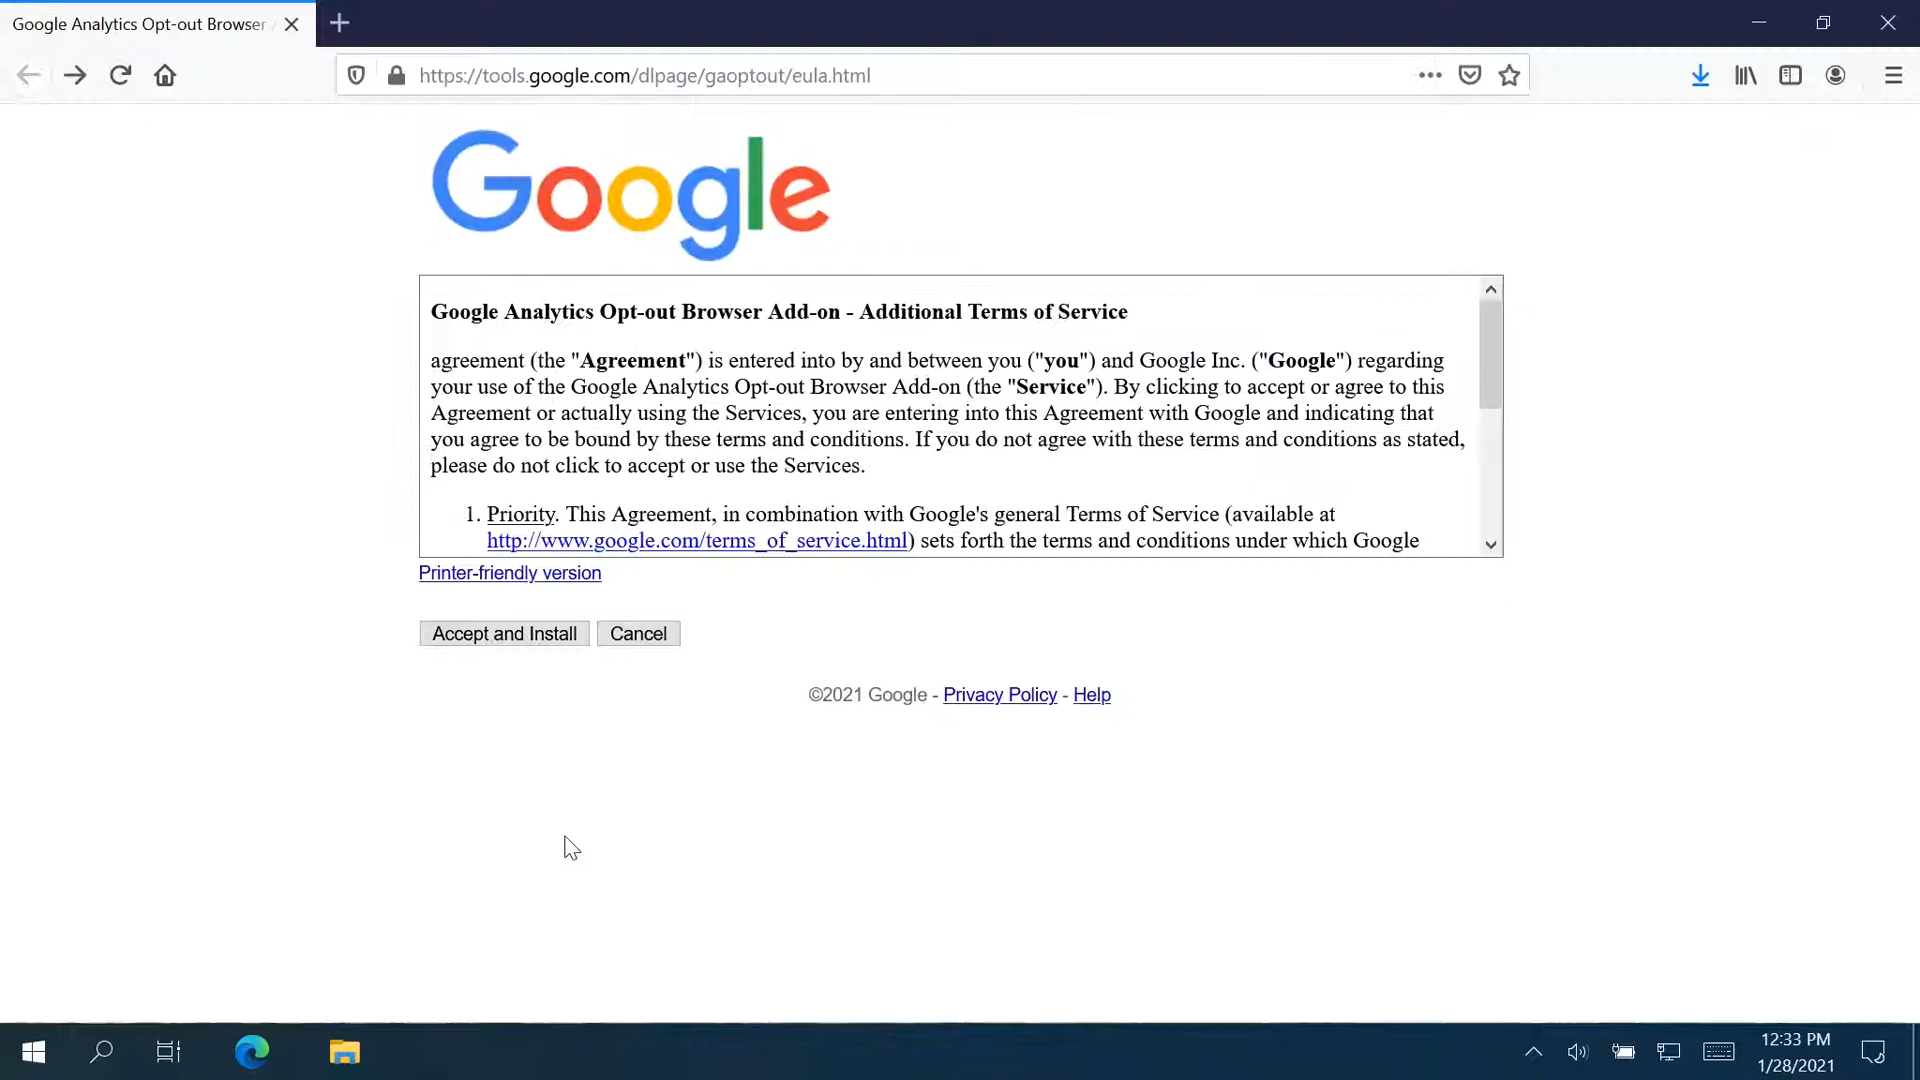 Google Analytics Opt-out Browser
https://tools.google.com/dlpage/gaoptout/eula.html
Google
Google Analytics Opt-out Browser Add-on - Additional Terms of Service
agreement (the "Agreement") is entered into by and between you ("you") and Google Inc. ("Google") regarding
your use of the Google Analytics Opt-out Browser Add-on (the "Service"). By clicking to accept or agree to this
Agreement or actually using the Services, you are entering into this Agreement with Google and indicating that
you agree to be bound by these terms and conditions. If you do not agree with these terms and conditions as stated,
please do not click to accept or use the Services.
1. Priority. This Agreement, in combination with Google's general Terms of Service (available at
http://www.google.com/terms_of_service.html) sets forth the terms and conditions under which Google
Printer-friendly version
Accept and Install Cancel
©2021 Google - Privacy Policy - Help
12:33 PM
1/28/2021